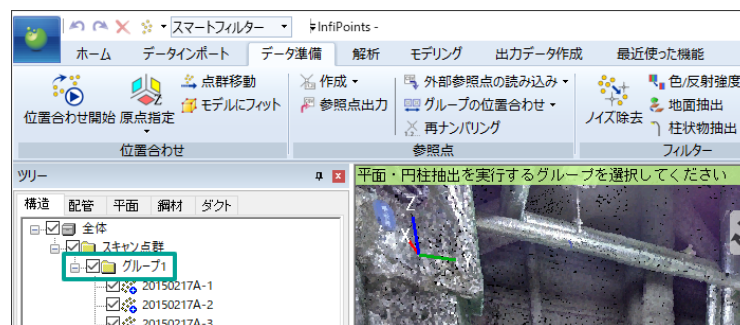 スマートフィルター InfiPoints -
ホーム データインポート データ準備 解析 モデリング 出力データ作成 最近使った機能
位置合わせ開始 原点指定 点群移動 モデルにフィット
作成 参照点出力 外部参照点の読み込み グループの位置合わせ 再ナンバリング
ノイズ除去 色/反射強度 地面抽出 柱状物抽出
位置合わせ 参照点 フィルター
ツリー
平面・円柱抽出を実行するグループを選択してください
構造 配管 平面 鋼材 ダクト
全体
スキャン点群
グループ1
20150217A-1
20150217A-2
20150217A-3
Z
X
Y